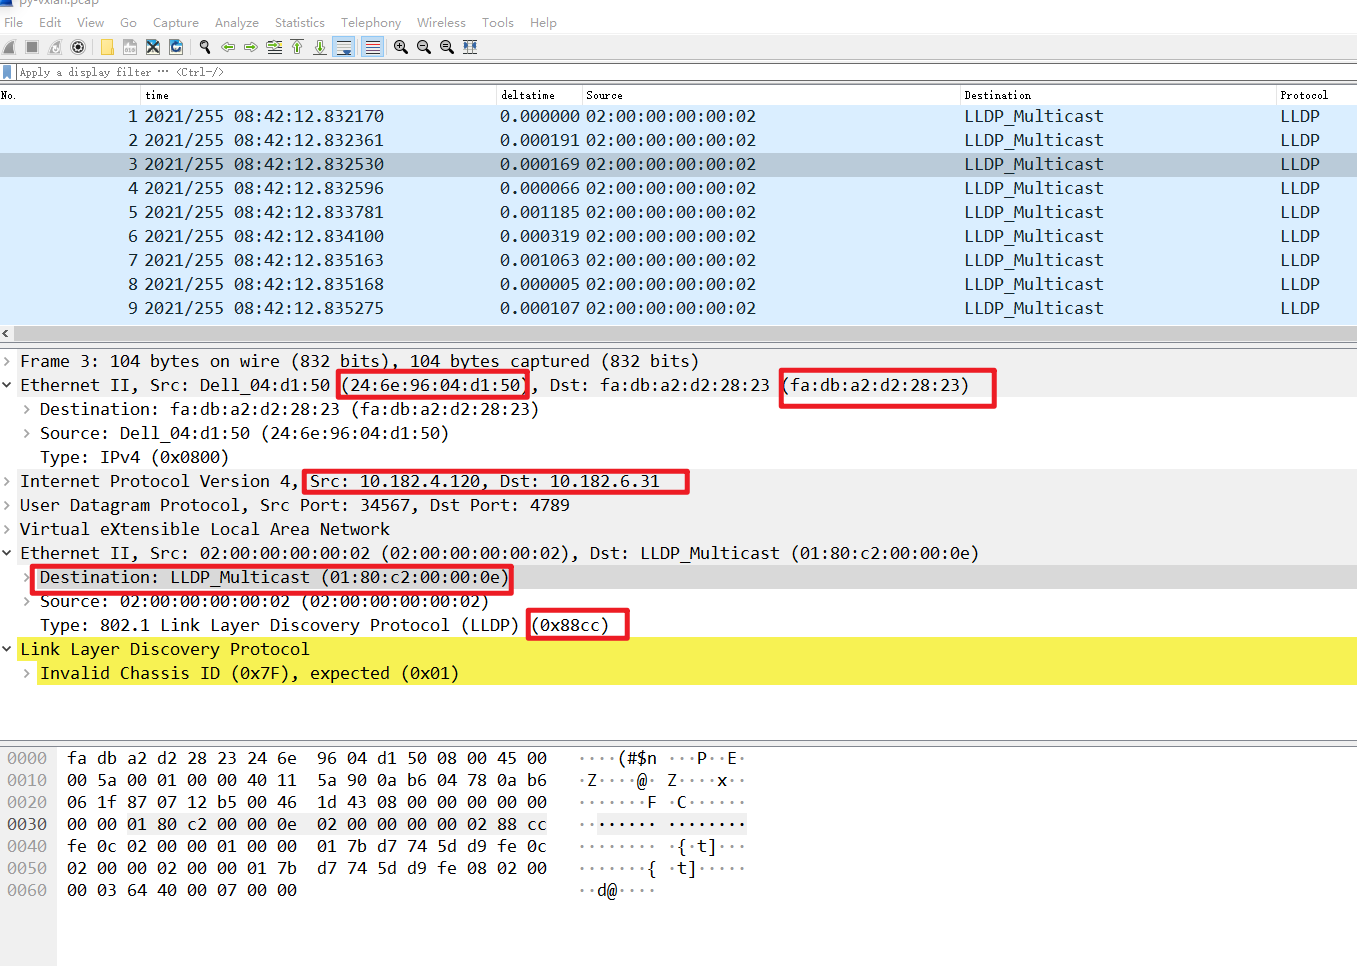 py-vxlan.pcap
File Edit View Go Capture Analyze Statistics Telephony Wireless Tools Help
Apply a display filter ··· <Ctrl-/>
No. time deltatime Source Destination Protocol
1 2021/255 08:42:12.832170 0.000000 02:00:00:00:00:02 LLDP_Multicast LLDP
2 2021/255 08:42:12.832361 0.000191 02:00:00:00:00:02 LLDP_Multicast LLDP
3 2021/255 08:42:12.832530 0.000169 02:00:00:00:00:02 LLDP_Multicast LLDP
4 2021/255 08:42:12.832596 0.000066 02:00:00:00:00:02 LLDP_Multicast LLDP
5 2021/255 08:42:12.833781 0.001185 02:00:00:00:00:02 LLDP_Multicast LLDP
6 2021/255 08:42:12.834100 0.000319 02:00:00:00:00:02 LLDP_Multicast LLDP
7 2021/255 08:42:12.835163 0.001063 02:00:00:00:00:02 LLDP_Multicast LLDP
8 2021/255 08:42:12.835168 0.000005 02:00:00:00:00:02 LLDP_Multicast LLDP
9 2021/255 08:42:12.835275 0.000107 02:00:00:00:00:02 LLDP_Multicast LLDP
Frame 3: 104 bytes on wire (832 bits), 104 bytes captured (832 bits)
Ethernet II, Src: Dell_04:d1:50 (24:6e:96:04:d1:50), Dst: fa:db:a2:d2:28:23 (fa:db:a2:d2:28:23)
Destination: fa:db:a2:d2:28:23 (fa:db:a2:d2:28:23)
Source: Dell_04:d1:50 (24:6e:96:04:d1:50)
Type: IPv4 (0x0800)
Internet Protocol Version 4, Src: 10.182.4.120, Dst: 10.182.6.31
User Datagram Protocol, Src Port: 34567, Dst Port: 4789
Virtual eXtensible Local Area Network
Ethernet II, Src: 02:00:00:00:00:02 (02:00:00:00:00:02), Dst: LLDP_Multicast (01:80:c2:00:00:0e)
Destination: LLDP_Multicast (01:80:c2:00:00:0e)
Source: 02:00:00:00:00:02 (02:00:00:00:00:02)
Type: 802.1 Link Layer Discovery Protocol (LLDP) (0x88cc)
Link Layer Discovery Protocol
Invalid Chassis ID (0x7F), expected (0x01)
0000 fa db a2 d2 28 23 24 6e 96 04 d1 50 08 00 45 00 ····(#$n ···P··E·
0010 00 5a 00 01 00 00 40 11 5a 90 0a b6 04 78 0a b6 ·Z····@· Z····x··
0020 06 1f 87 07 12 b5 00 46 1d 43 08 00 00 00 00 00 ·······F ·C······
0030 00 00 01 80 c2 00 00 0e 02 00 00 00 00 02 88 cc ········ ········
0040 fe 0c 02 00 00 01 00 00 01 7b d7 74 5d d9 fe 0c ········ ·{·t]···
0050 02 00 00 02 00 00 01 7b d7 74 5d d9 fe 08 02 00 ·······{ ·t]·····
0060 00 03 64 40 00 07 00 00 ··d@····